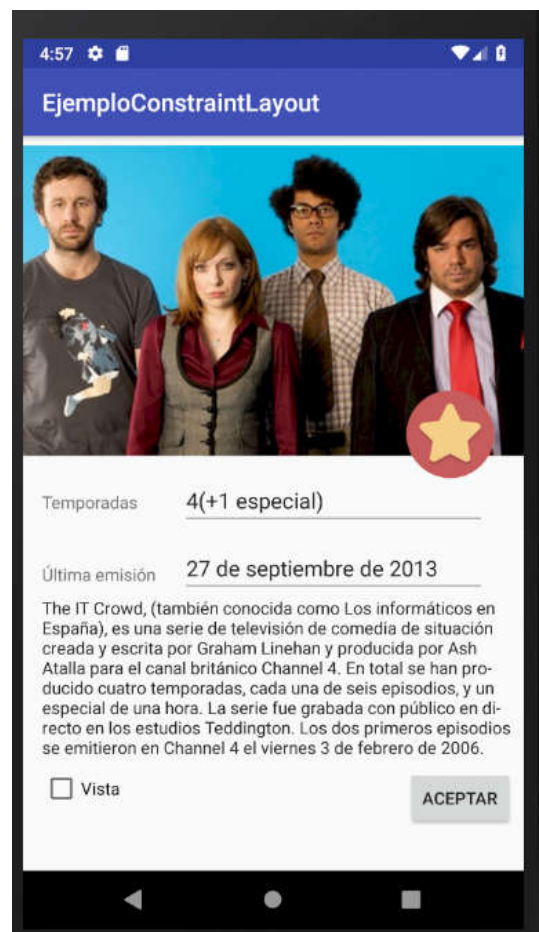 4:57
EjemploConstraintLayout
Temporadas
4(+1 especial)
Última emisión
27 de septiembre de 2013
The IT Crowd, (también conocida como Los informáticos en
España), es una serie de televisión de comedia de situación
creada y escrita por Graham Linehan y producida por Ash
Atalla para el canal británico Channel 4. En total se han pro-
ducido cuatro temporadas, cada una de seis episodios, y un
especial de una hora. La serie fue grabada con público en di-
recto en los estudios Teddington. Los dos primeros episodios
se emitieron en Channel 4 el viernes 3 de febrero de 2006.
Vista
ACEPTAR